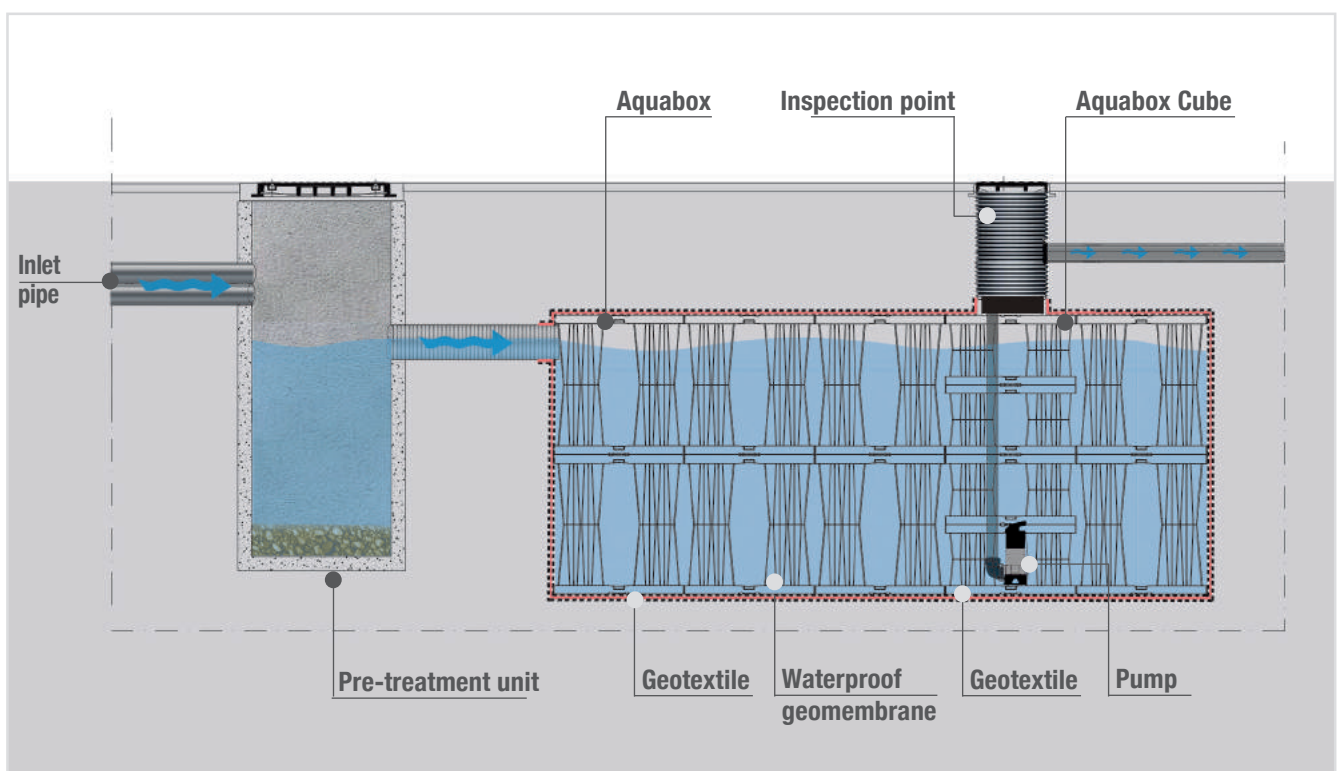 Aquabox
Inspection point
Aquabox Cube
Inlet
pipe
Pre-treatment unit
Geotextile
Waterproof
geomembrane
Geotextile
Pump